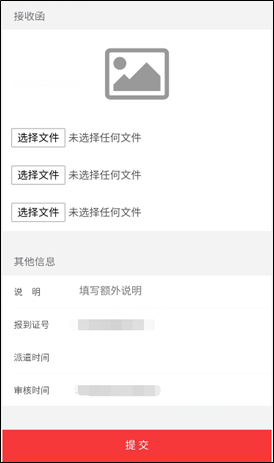 接收函
选择文件 未选择任何文件
选择文件 未选择任何文件
选择文件 未选择任何文件
其他信息
说 明 填写额外说明
报到证号
派遣时间
审核时间
提 交